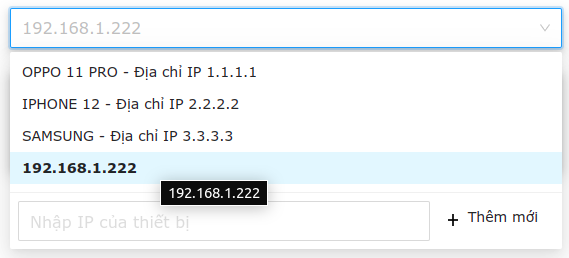 192.168.1.222
OPPO 11 PRO - Địa chỉ IP 1.1.1.1
IPHONE 12 - Địa chỉ IP 2.2.2.2
SAMSUNG - Địa chỉ IP 3.3.3.3
192.168.1.222
192.168.1.222
Nhập IP của thiết bị
+ Thêm mới